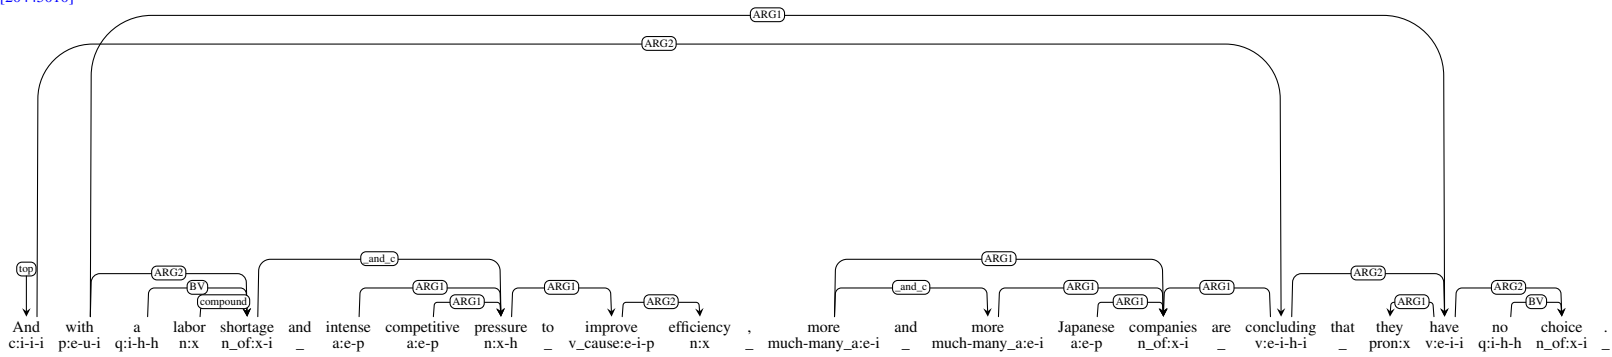 ARG1
ARG2
top
_and_c
ARG1
ARG2
BV
compound
ARG1
ARG1
ARG1
ARG2
_and_c
ARG1
ARG1
ARG1
ARG2
ARG1
ARG2
BV
And with a labor shortage and intense competitive pressure to improve efficiency , more and more Japanese companies are concluding that they have no choice .
c:i-i-i p:e-u-i q:i-h-h n:x n_of:x-i _ a:e-p a:e-p n:x-h _ v_cause:e-i-p n:x _ much-many_a:e-i _ much-many_a:e-i a:e-p n_of:x-i _ v:e-i-h-i _ pron:x v:e-i-i q:i-h-h n_of:x-i _